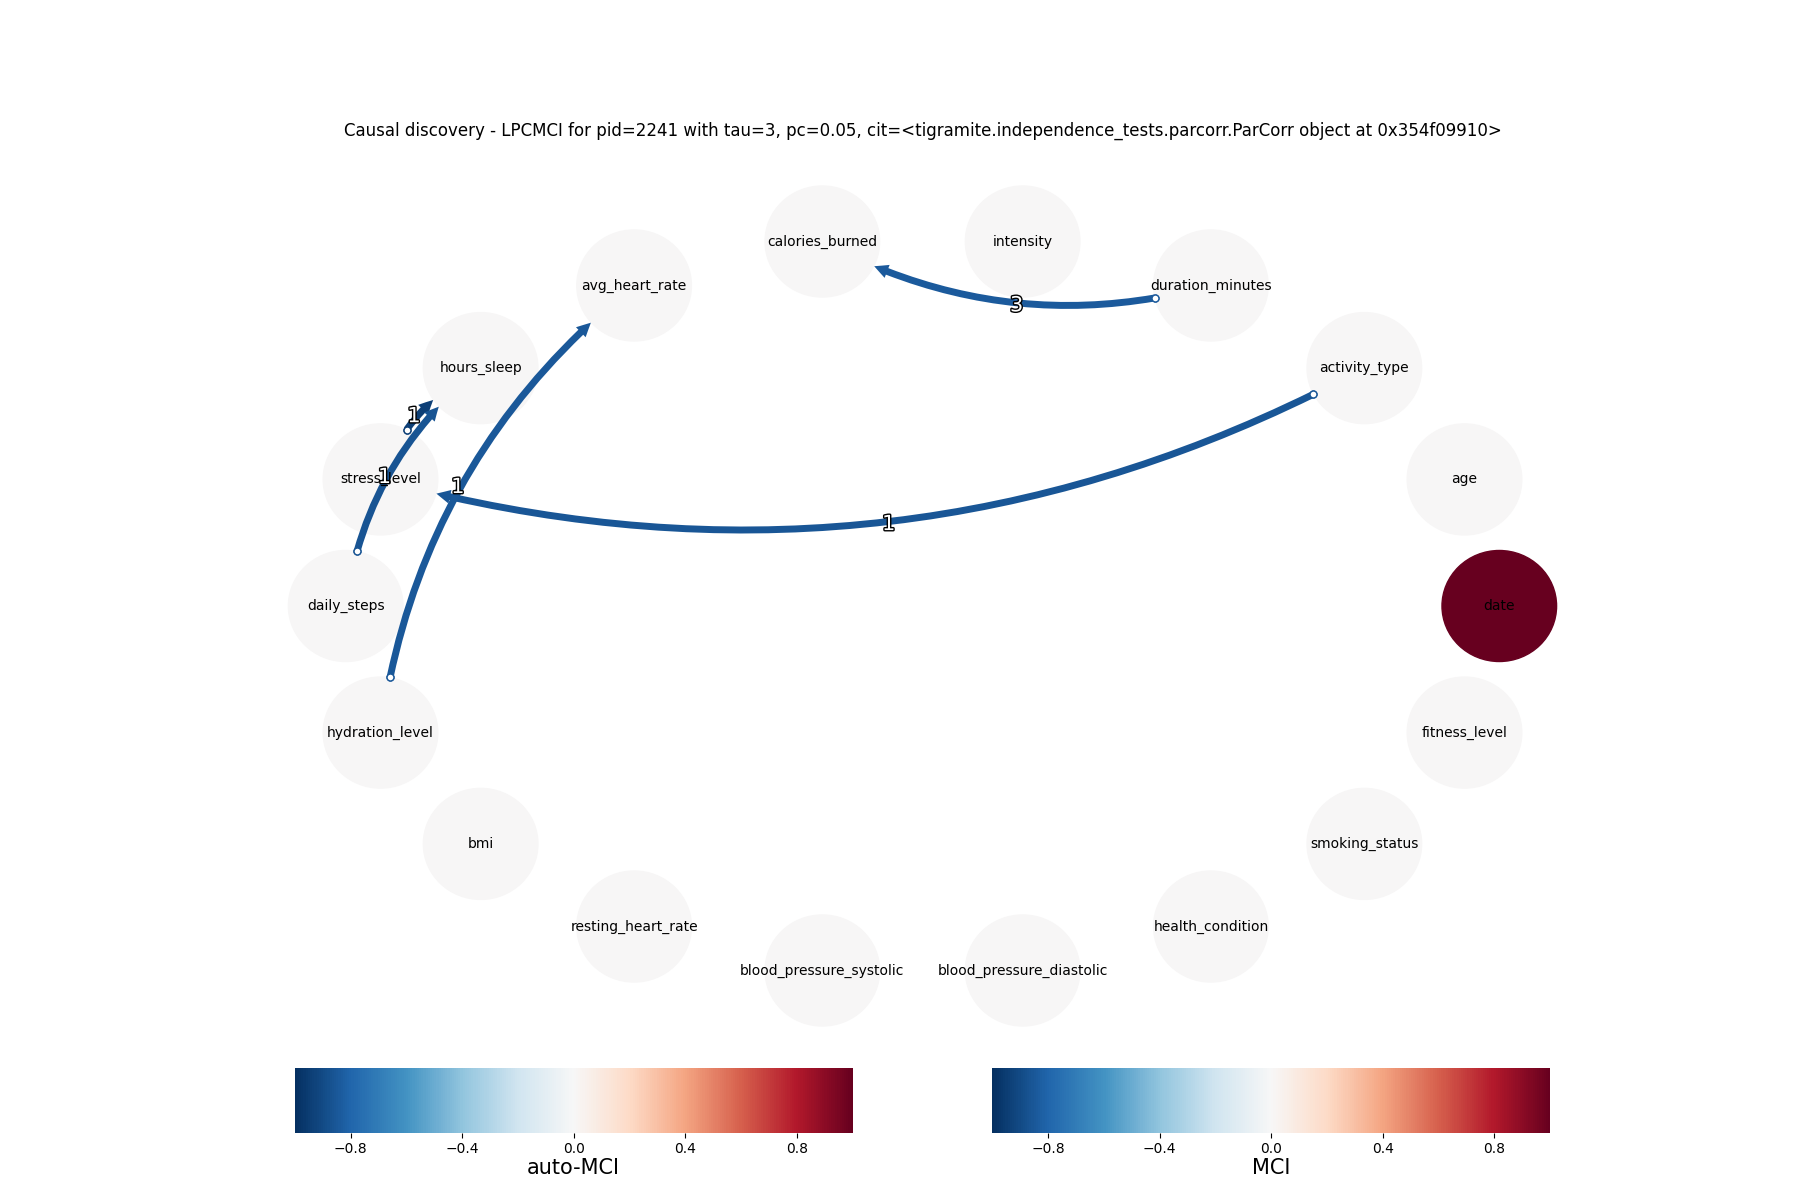 Causal discovery - LPCMCI for pid=2241 with tau=3, pc=0.05, cit=<tigramite.independence_tests.parcorr.ParCorr object at 0x354f09910>
calories_burned
intensity
avg_heart_rate
duration_minutes
3
hours_sleep
activity_type
1
stress_level
1
1
age
1
daily_steps
date
hydration_level
fitness_level
bmi
smoking_status
resting_heart_rate
health_condition
blood_pressure_systolic
blood_pressure_diastolic
−0.8 −0.4 0.0 0.4 0.8
auto-MCI
−0.8 −0.4 0.0 0.4 0.8
MCI